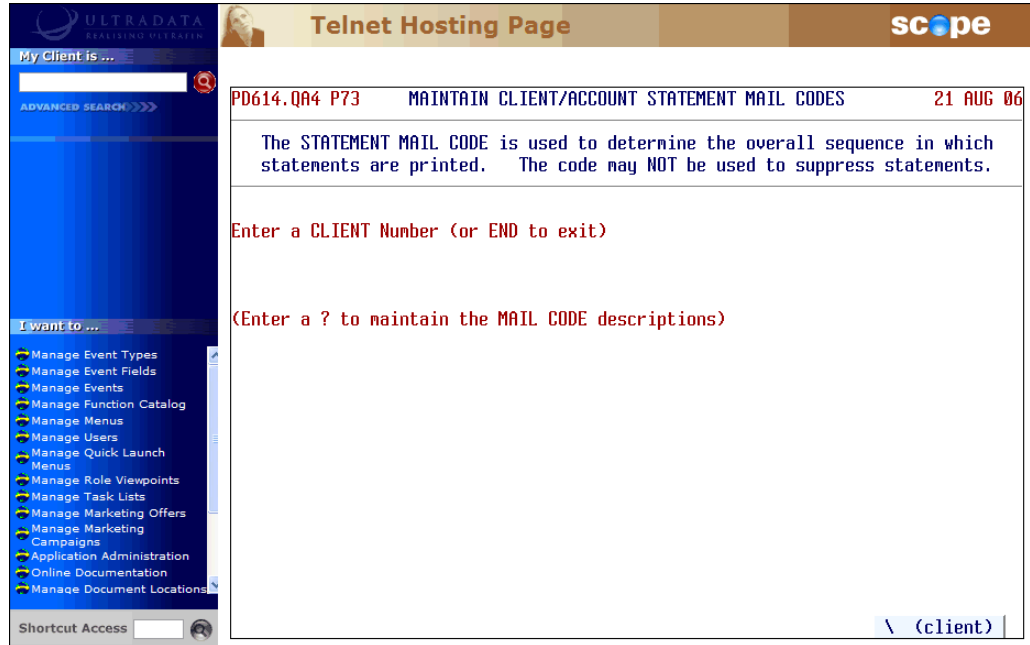 ULTRADATA
My Client is ...
ADVANCED SEARCH
I want to ...
Manage Event Types
Manage Event Fields
Manage Events
Manage Function Catalog
Manage Menus
Manage Users
Manage Quick Launch
Menus
Manage Role Viewpoints
Manage Task Lists
Manage Marketing Offers
Manage Marketing
Campaigns
Application Administration
Online Documentation
Manage Document Locations
Shortcut Access
Telnet Hosting Page
scope
PD614.QA4 P73 MAINTAIN CLIENT/ACCOUNT STATEMENT MAIL CODES 21 AUG 06
The STATEMENT MAIL CODE is used to determine the overall sequence in which
statements are printed. The code may NOT be used to suppress statements.
Enter a CLIENT Number (or END to exit)
(Enter a ? to maintain the MAIL CODE descriptions)
\ (client)